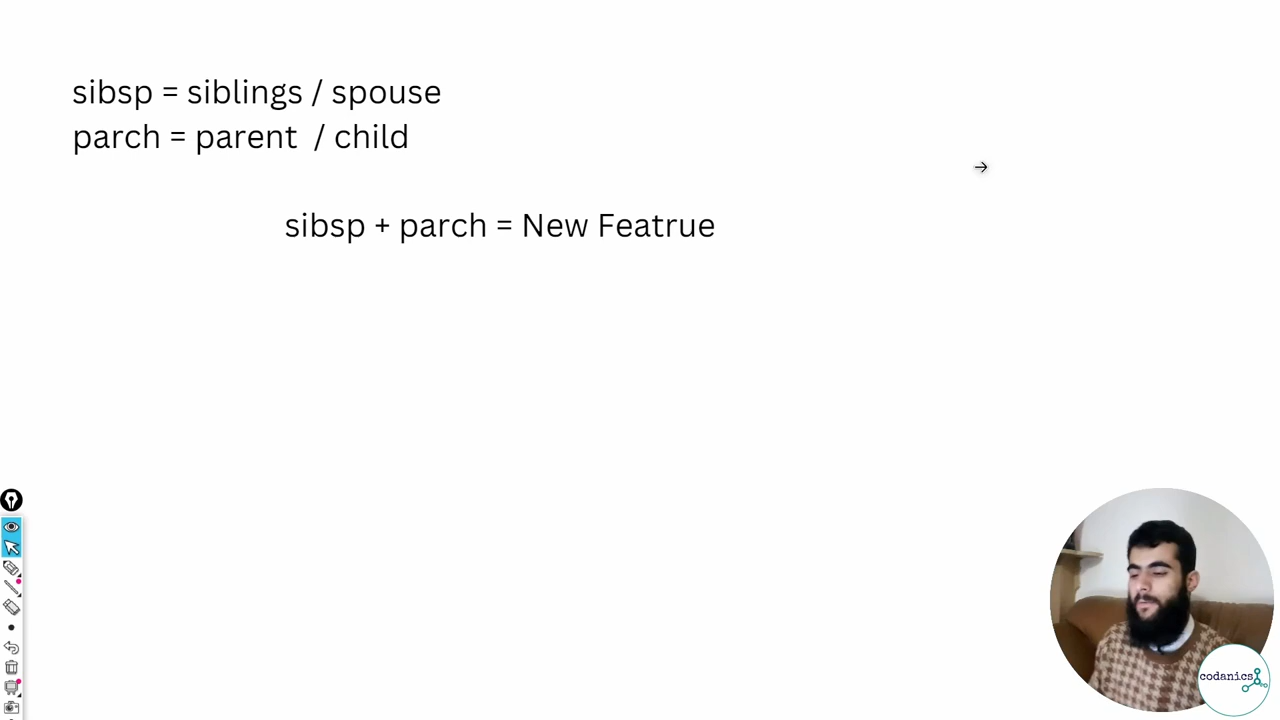 sibsp = siblings / spouse
parch = parent / child
sibsp + parch = New Featrue
codanics